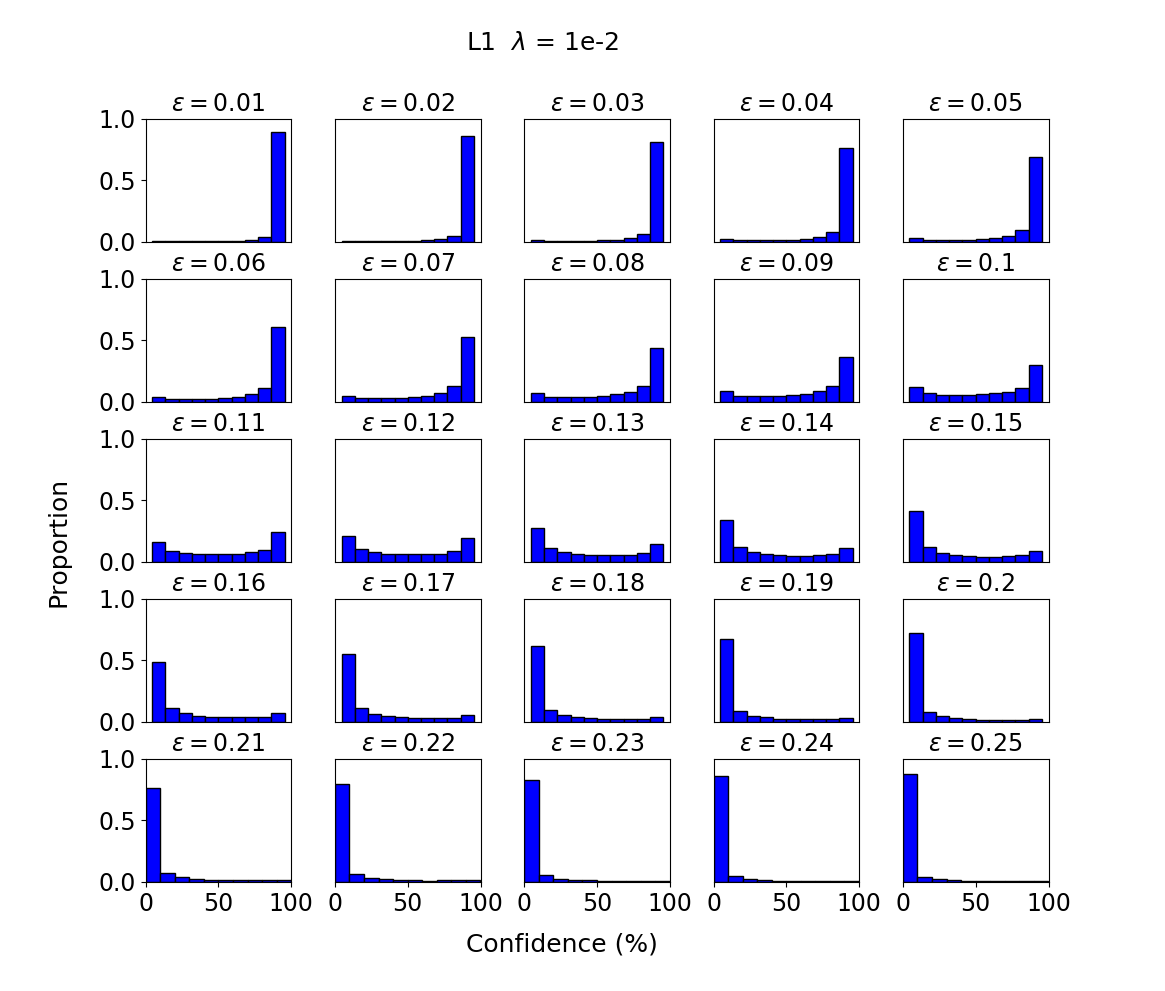 L1 λ = 1e-2
ε = 0.01 ε = 0.02 ε = 0.03 ε = 0.04 ε = 0.05
1.0
0.5
0.0
ε = 0.06 ε = 0.07 ε = 0.08 ε = 0.09 ε = 0.1
1.0
0.5
0.0
ε = 0.11 ε = 0.12 ε = 0.13 ε = 0.14 ε = 0.15
1.0
0.5
0.0
Proportion
ε = 0.16 ε = 0.17 ε = 0.18 ε = 0.19 ε = 0.2
1.0
0.5
0.0
ε = 0.21 ε = 0.22 ε = 0.23 ε = 0.24 ε = 0.25
1.0
0.5
0.0
0 50 100 0 50 100 0 50 100 0 50 100 0 50 100
Confidence (%)